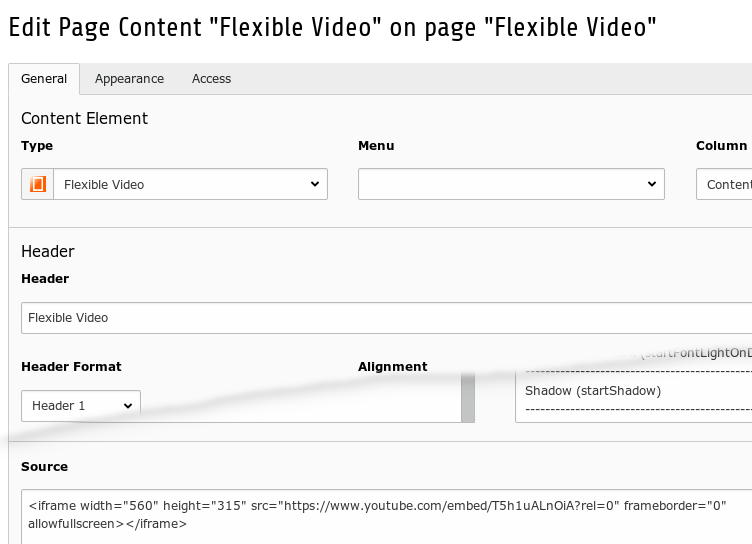 Edit Page Content "Flexible Video" on page "Flexible Video"
General Appearance Access
Content Element
Type Menu Column
Flexible Video Content
Header
Header
Flexible Video
Header Format Alignment
(startFontLightOnD
--------------------------------------------------
Shadow (startShadow)
--------------------------------------------------
Header 1
Source
<iframe width="560" height="315" src="https://www.youtube.com/embed/T5h1uALnOiA?rel=0" frameborder="0"
allowfullscreen></iframe>